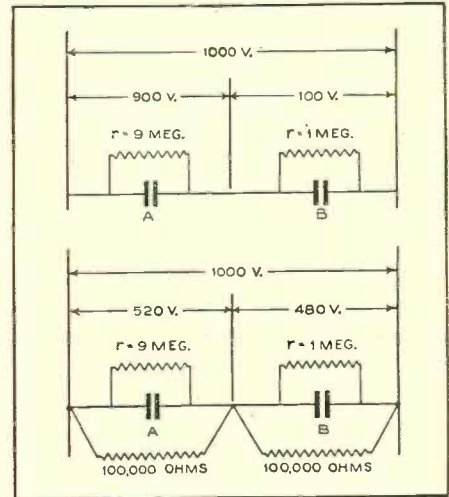 1000 V.
900 V. 100 V.
r = 9 MEG. r = 1 MEG.
A B
1000 V.
520 V. 480 V.
r = 9 MEG. r = 1 MEG.
A B
100,000 OHMS 100,000 OHMS